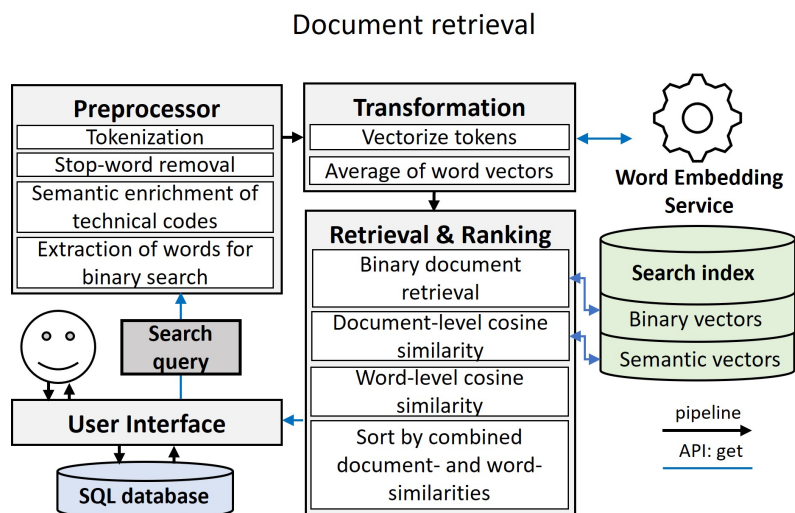 Document retrieval
Preprocessor
Tokenization
Stop-word removal
Semantic enrichment of
technical codes
Extraction of words for
binary search
Transformation
Vectorize tokens
Average of word vectors
Word Embedding
Service
Retrieval & Ranking
Binary document
retrieval
Document-level cosine
similarity
Word-level cosine
similarity
Sort by combined
document- and word-
similarities
Search index
Binary vectors
Semantic vectors
Search
query
User Interface
SQL database
pipeline
API: get